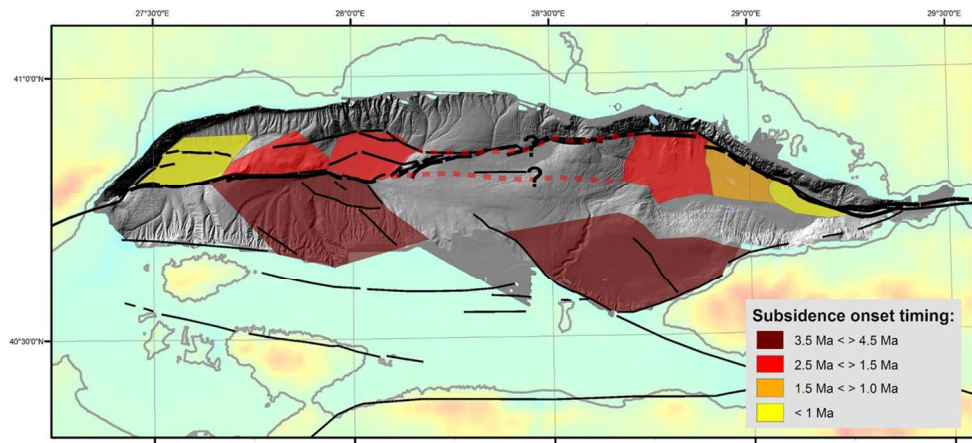 27°30'0"E 28°0'0"E 28°30'0"E 29°0'0"E 29°30'0"E
41°0'0"N
?
?
40°30'0"N
Subsidence onset timing:
3.5 Ma < > 4.5 Ma
2.5 Ma < > 1.5 Ma
1.5 Ma < > 1.0 Ma
< 1 Ma